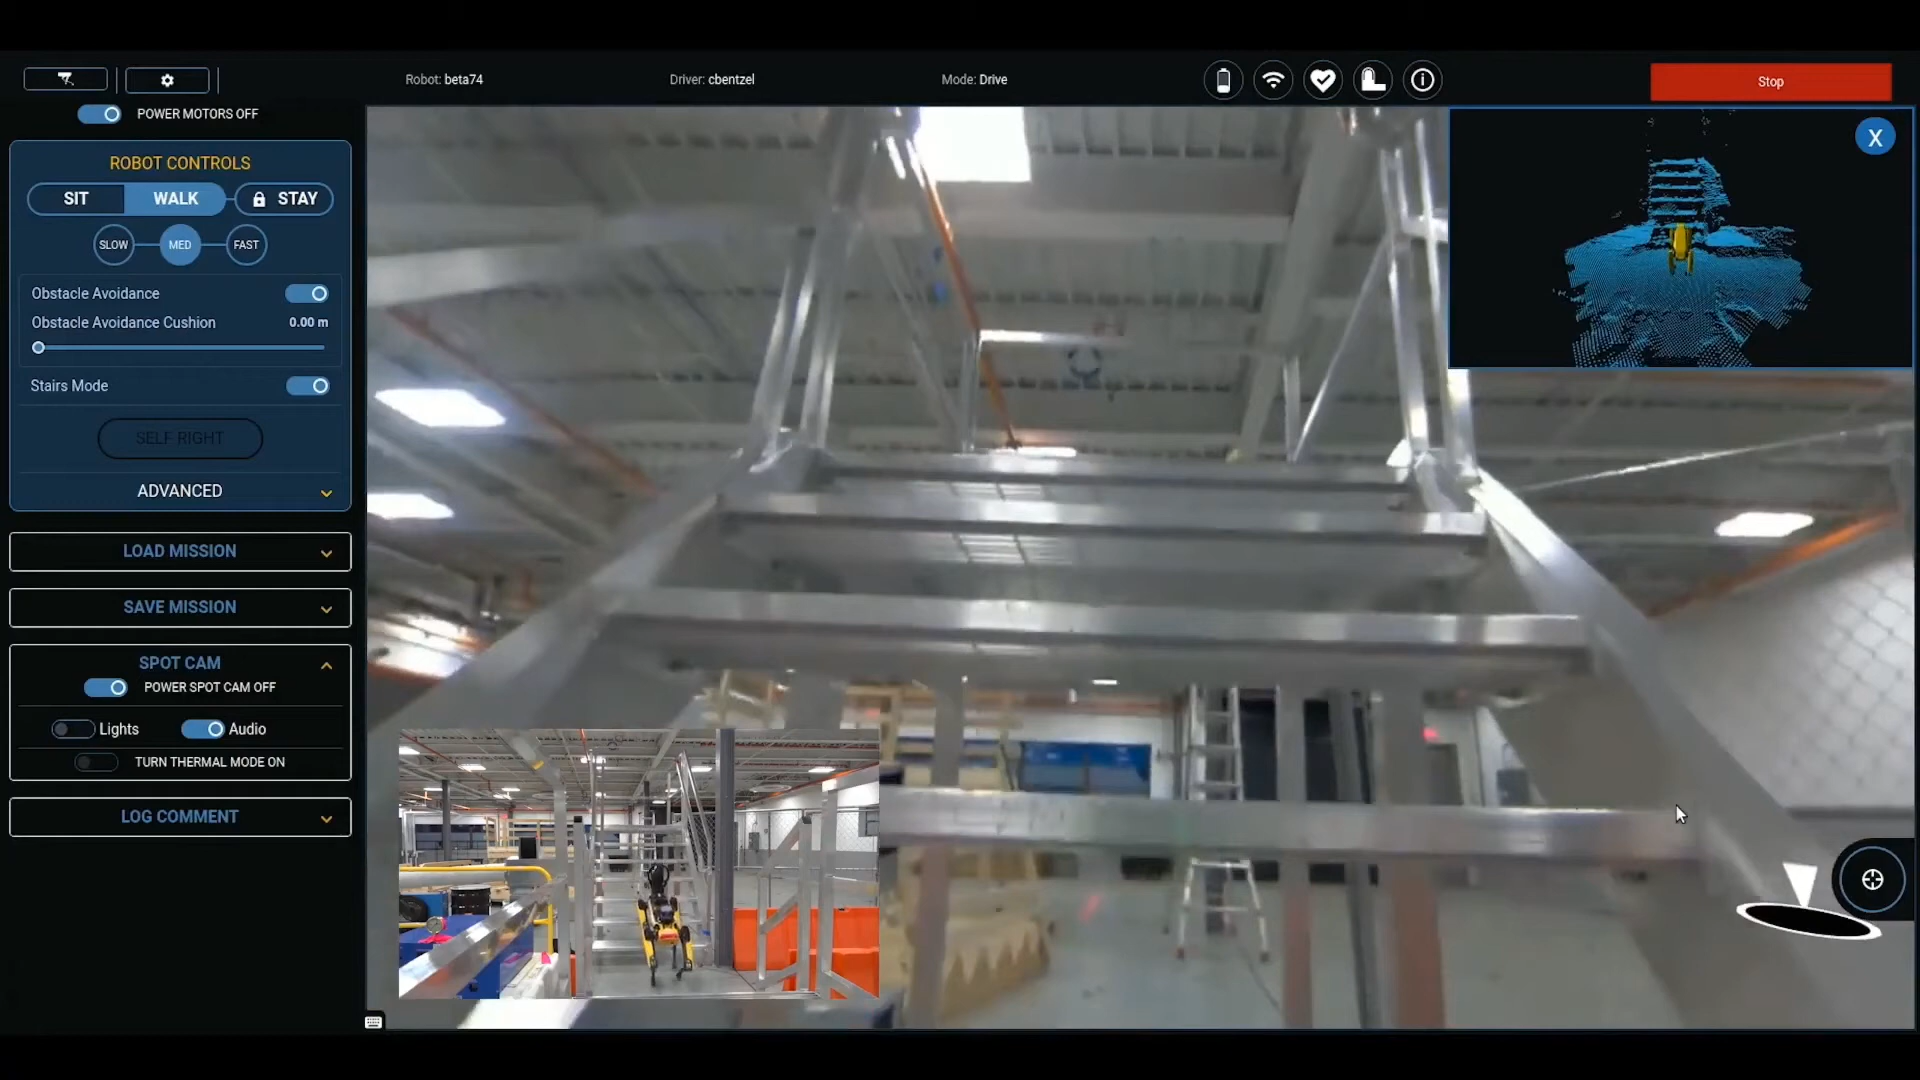 Robot: beta74
Driver: cbentzel
Mode: Drive
Stop
POWER MOTORS OFF
X
ROBOT CONTROLS
SIT
WALK
STAY
SLOW
MED
FAST
Obstacle Avoidance
Obstacle Avoidance Cushion 0.00 m
Stairs Mode
SELF RIGHT
ADVANCED
LOAD MISSION
SAVE MISSION
SPOT CAM
POWER SPOT CAM OFF
Lights
Audio
TURN THERMAL MODE ON
LOG COMMENT